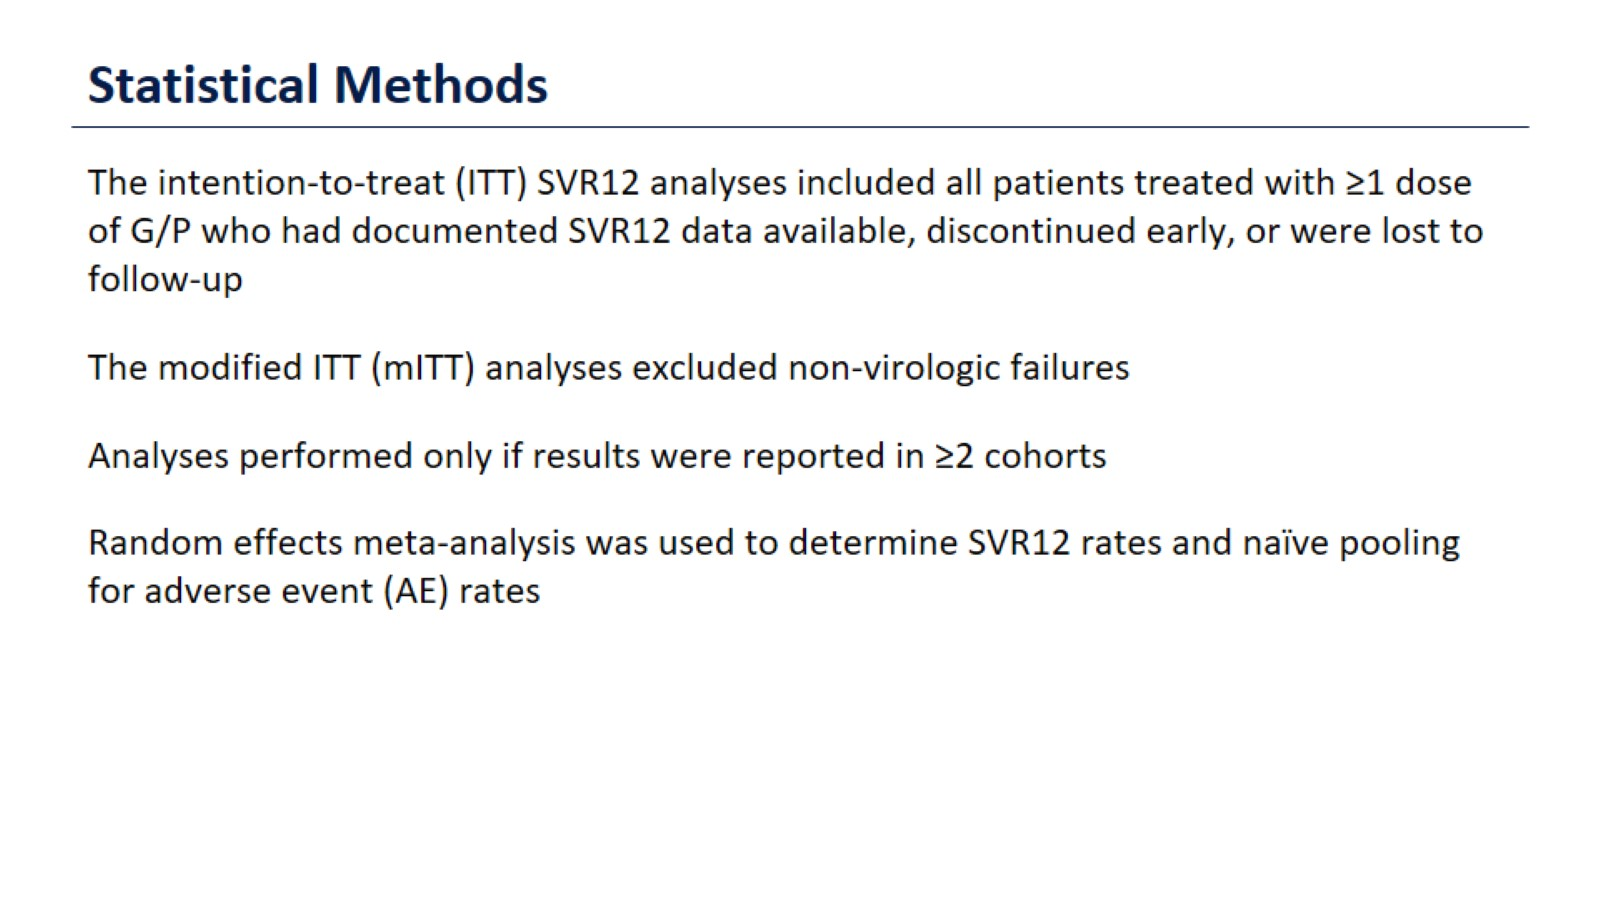 Statistical Methods
The intention-to-treat (ITT) SVR12 analyses included all patients treated with ≥1 dose
of G/P who had documented SVR12 data available, discontinued early, or were lost to
follow-up
The modified ITT (mITT) analyses excluded non-virologic failures
Analyses performed only if results were reported in ≥2 cohorts
Random effects meta-analysis was used to determine SVR12 rates and naïve pooling
for adverse event (AE) rates